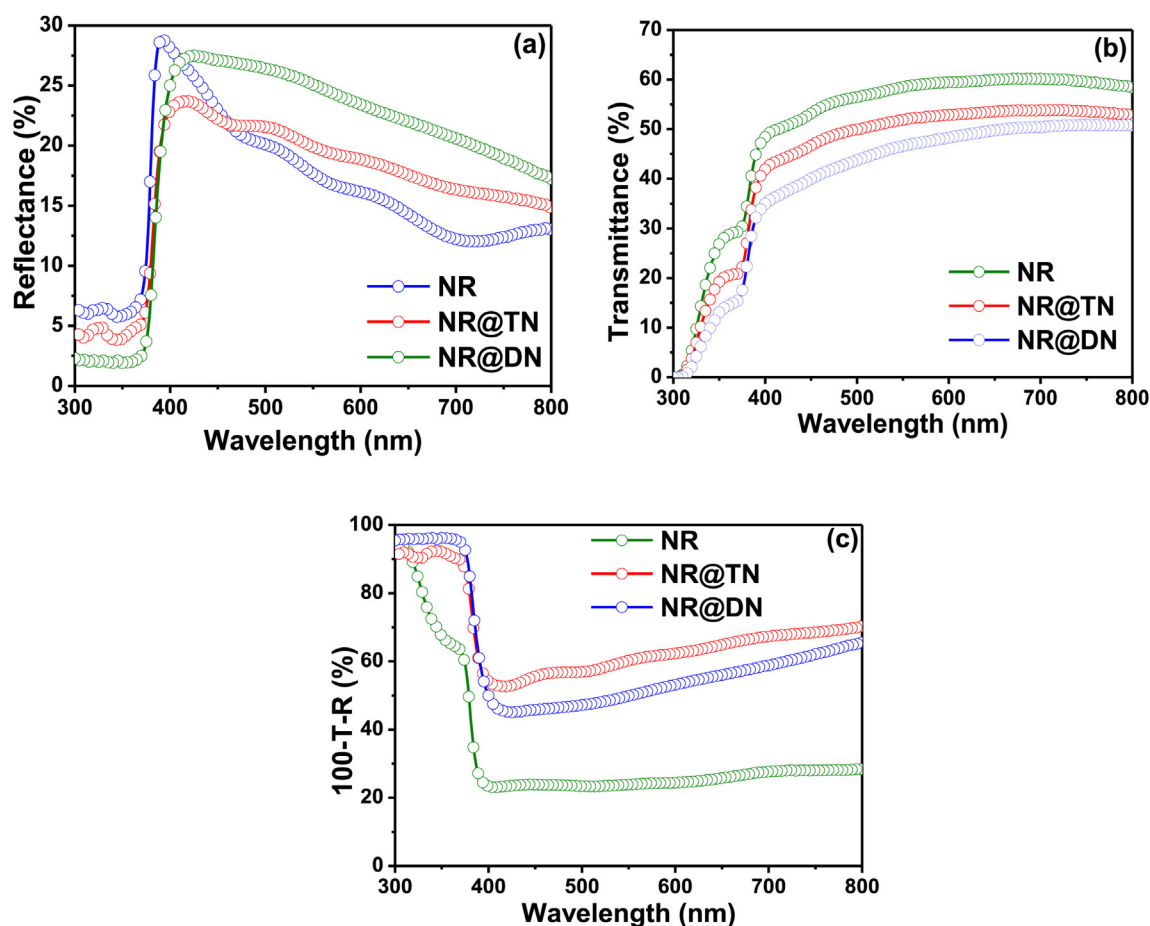 (a)
Reflectance (%)
30
25
20
15
10
5
0
NR
NR@TN
NR@DN
300 400 500 600 700 800
Wavelength (nm)
(b)
Transmittance (%)
70
60
50
40
30
20
10
0
NR
NR@TN
NR@DN
300 400 500 600 700 800
Wavelength (nm)
(c)
100-T-R (%)
100
80
60
40
20
0
NR
NR@TN
NR@DN
300 400 500 600 700 800
Wavelength (nm)